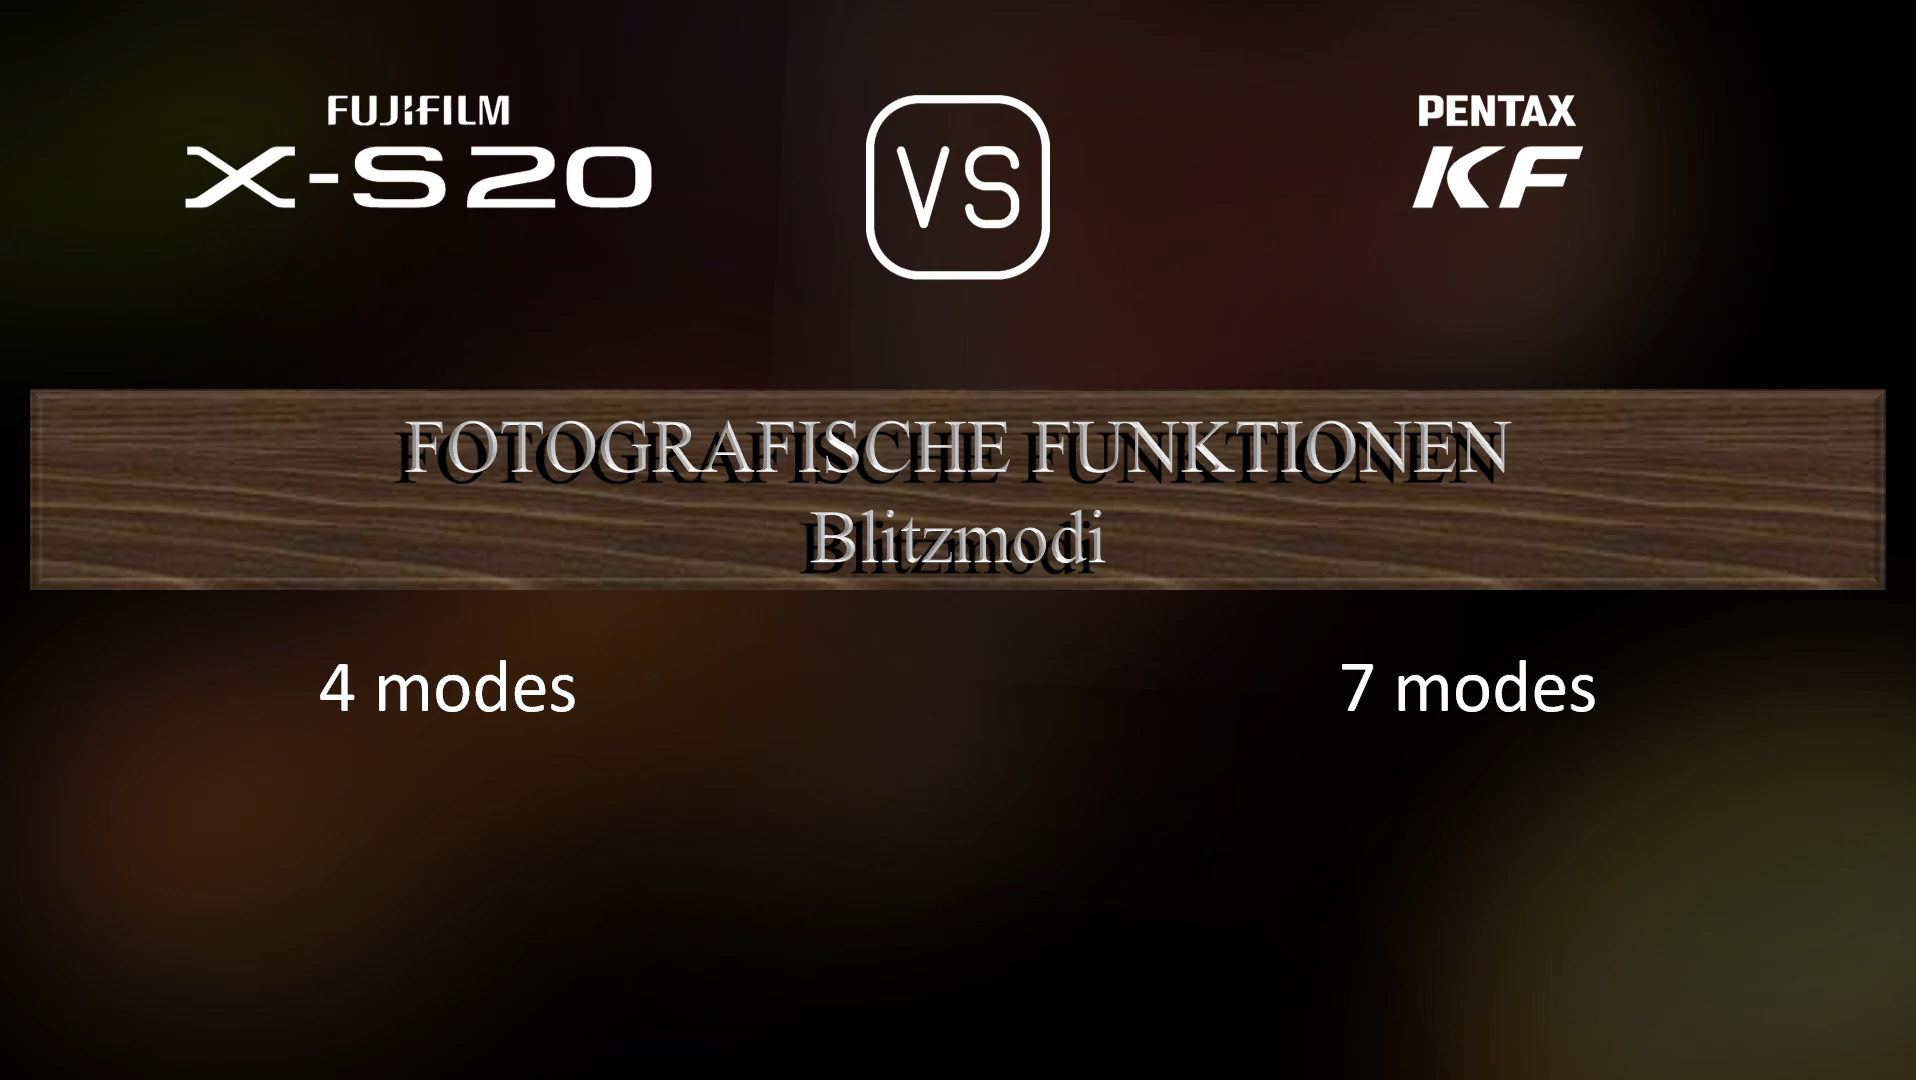 FUJIFILM
X-S20
VS
PENTAX
KF
FOTOGRAFISCHE FUNKTIONEN
Blitzmodi
4 modes
7 modes